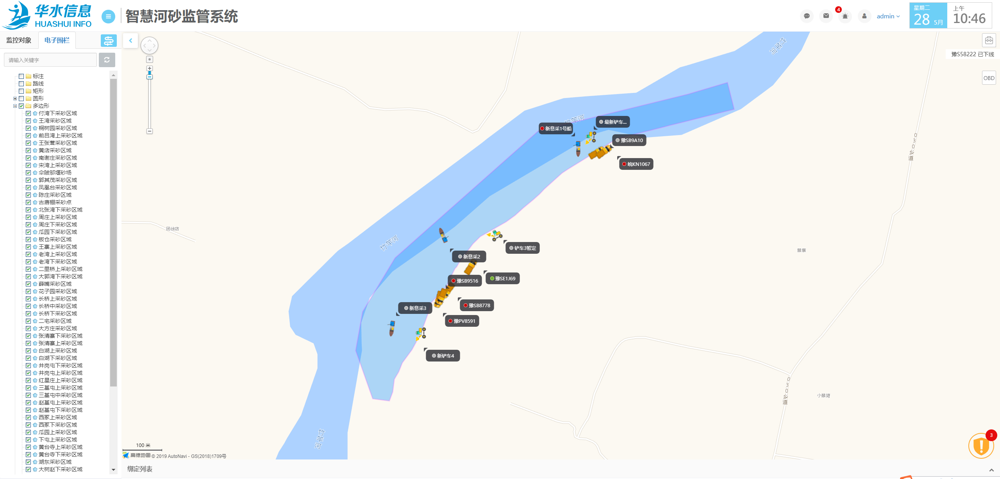 华水信息
HUASHUI INFO
智慧河砂监管系统
4
admin
星期二
28 5月
上午
10:46
监控对象
电子围栏
请输入关键字
标注
路线
矩形
圆形
多边形
付湾下采砂区域
王湾采砂区域
桐树园采砂区域
前吕湾上采砂区域
王张营采砂区域
黄店采砂区域
南谢庄采砂区域
宋湾上采砂区域
伞陂邬堰砂场
郭其茂采砂区域
凤凰台采砂区域
陈庄采砂区域
古唐棚采砂点
北张湾下采砂区域
周庄上采砂区域
周庄下采砂区域
瓜园下采砂区域
板仓采砂区域
王寨上采砂区域
老湾上采砂区域
老湾下采砂区域
二里桥上采砂区域
大郭湾下采砂区域
薛嘴采砂区域
花子园采砂区域
长桥上采砂区域
长桥中采砂区域
长桥下采砂区域
二宅采砂区域
大方庄采砂区域
张清寨下采砂区域
张清寨上采砂区域
白湖上采砂区域
白湖下采砂区域
井岗屯下采砂区域
井岗屯上采砂区域
红星庄上采砂区域
三基屯上采砂区域
三基屯中采砂区域
赵基屯上采砂区域
赵基屯下采砂区域
西冢上采砂区域
西冢下采砂区域
瓜园上采砂区域
下屯上采砂区域
黄台寺上采砂区域
黄台寺下采砂区域
湖东采砂区域
大树赵下采砂区域
竹竿河
豫S58222 已下线
OBD
竹竿河
最新铲车...
新息采1号船
豫SB9A10
030乡道
皖KN1067
团徐店
竹竿河
铲车3暂定
蔡寨
新息采2
豫SE1J69
豫SB9516
豫SB8778
新息采3
豫PV8591
新铲车4
030乡道
小蔡塆
竹竿河
3
100 米
高德地图 © 2019 AutoNavi - GS(2018)1709号
绑定列表